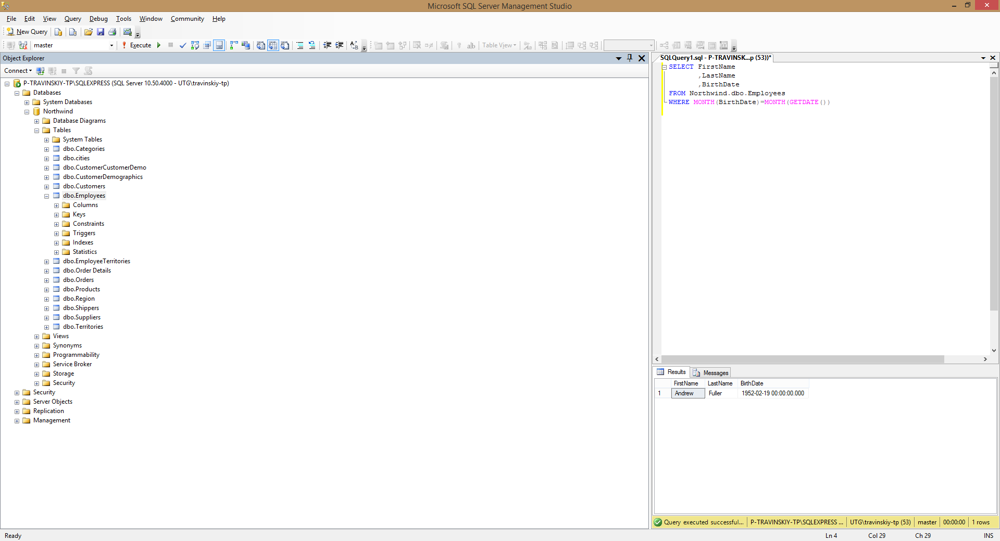 Microsoft SQL Server Management Studio
File Edit View Query Debug Tools Window Community Help
New Query
master Execute Table View
Object Explorer
Connect
P-TRAVINSKIY-TP\SQLEXPRESS (SQL Server 10.50.4000 - UTG\travinskiy-tp)
Databases
System Databases
Northwind
Database Diagrams
Tables
System Tables
dbo.Categories
dbo.cities
dbo.CustomerCustomerDemo
dbo.CustomerDemographics
dbo.Customers
dbo.Employees
Columns
Keys
Constraints
Triggers
Indexes
Statistics
dbo.EmployeeTerritories
dbo.Order Details
dbo.Orders
dbo.Products
dbo.Region
dbo.Shippers
dbo.Suppliers
dbo.Territories
Views
Synonyms
Programmability
Service Broker
Storage
Security
Security
Server Objects
Replication
Management
SQLQuery1.sql - P-TRAVINSK...p (53))*
SELECT FirstName
,LastName
,BirthDate
FROM Northwind.dbo.Employees
WHERE MONTH(BirthDate)=MONTH(GETDATE())
Results Messages
FirstName LastName BirthDate
1 Andrew Fuller 1952-02-19 00:00:00.000
Query executed successful... P-TRAVINSKIY-TP\SQLEXPRESS ... UTG\travinskiy-tp (53) master 00:00:00 1 rows
Ready Ln 4 Col 29 Ch 29 INS